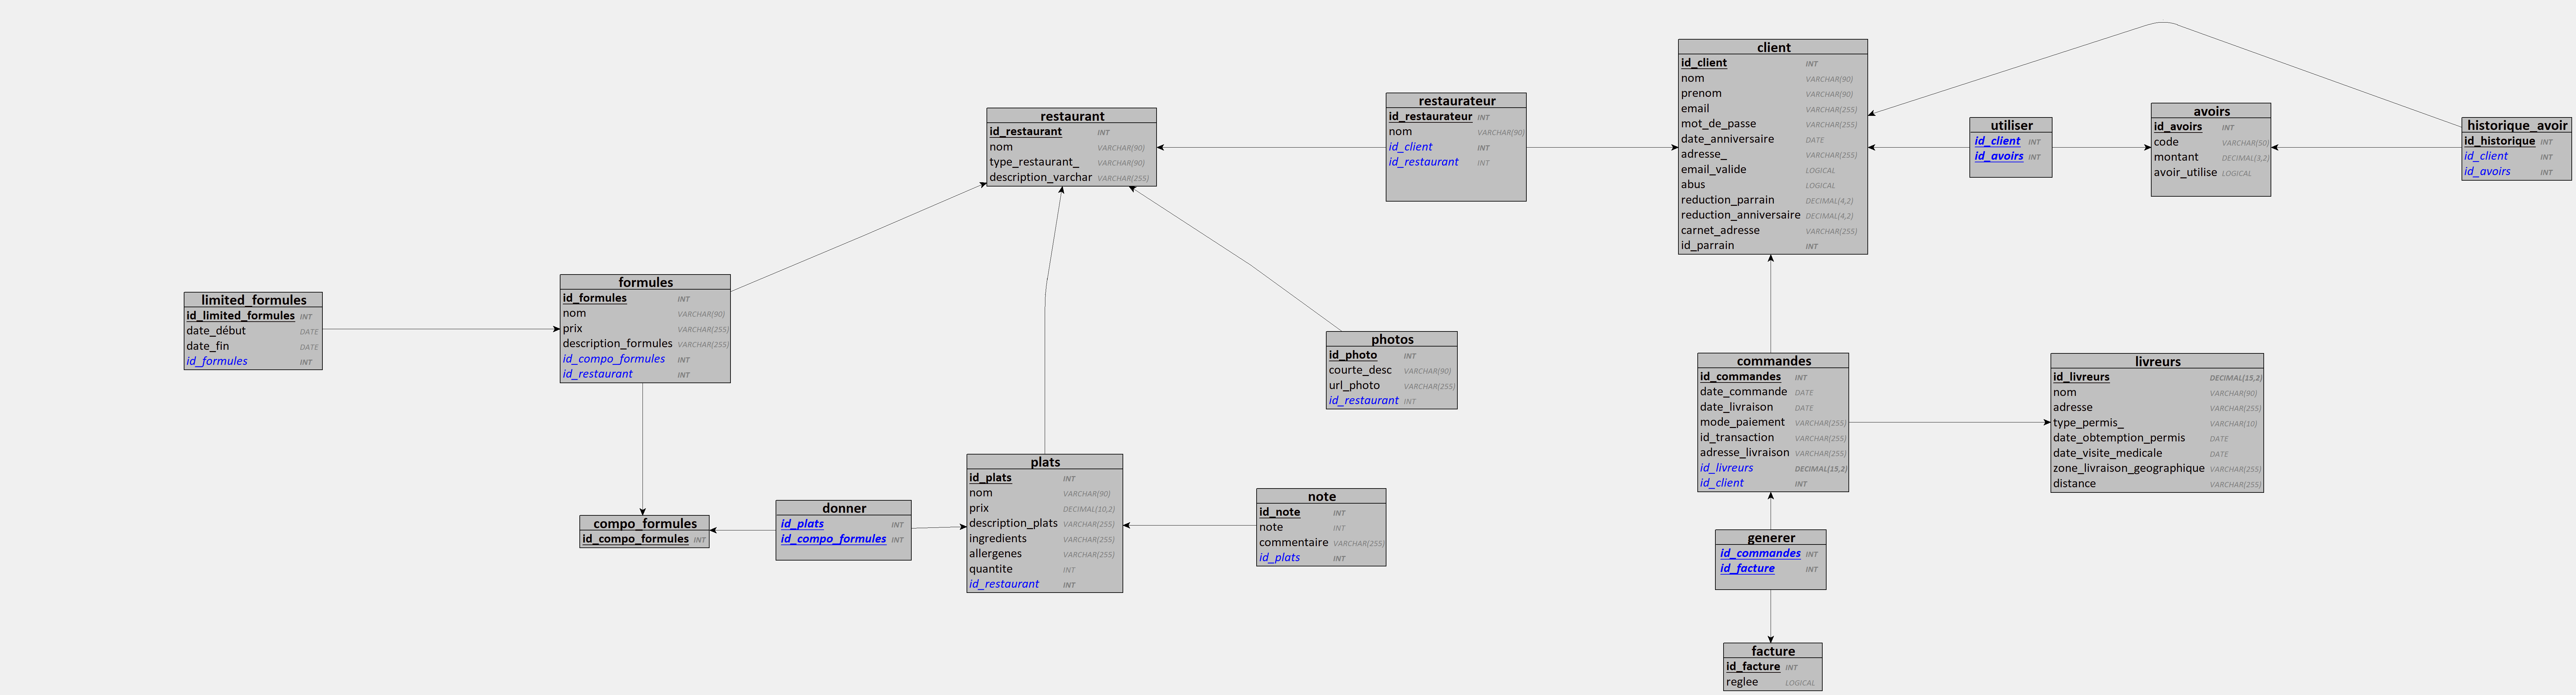 client
id_client INT
nom VARCHAR(90)
prenom VARCHAR(90)
email VARCHAR(255)
mot_de_passe VARCHAR(255)
date_anniversaire DATE
adresse_ VARCHAR(255)
email_valide LOGICAL
abus LOGICAL
reduction_parrain DECIMAL(4,2)
reduction_anniversaire DECIMAL(4,2)
carnet_adresse VARCHAR(255)
id_parrain INT
restaurateur
id_restaurateur INT
nom VARCHAR(90)
id_client INT
id_restaurant INT
restaurant
id_restaurant INT
nom VARCHAR(90)
type_restaurant_ VARCHAR(90)
description_varchar VARCHAR(255)
utiliser
id_client INT
id_avoirs INT
avoirs
id_avoirs INT
code VARCHAR(50)
montant DECIMAL(3,2)
avoir_utilise LOGICAL
historique_avoir
id_historique INT
id_client INT
id_avoirs INT
limited_formules
id_limited_formules INT
date_début DATE
date_fin DATE
id_formules INT
formules
id_formules INT
nom VARCHAR(90)
prix VARCHAR(255)
description_formules VARCHAR(255)
id_compo_formules INT
id_restaurant INT
photos
id_photo INT
courte_desc VARCHAR(90)
url_photo VARCHAR(255)
id_restaurant INT
commandes
id_commandes INT
date_commande DATE
date_livraison DATE
mode_paiement VARCHAR(255)
id_transaction VARCHAR(255)
adresse_livraison VARCHAR(255)
id_livreurs DECIMAL(15,2)
id_client INT
livreurs
id_livreurs DECIMAL(15,2)
nom VARCHAR(90)
adresse VARCHAR(255)
type_permis_ VARCHAR(10)
date_obtemption_permis DATE
date_visite_medicale DATE
zone_livraison_geographique VARCHAR(255)
distance VARCHAR(255)
compo_formules
id_compo_formules INT
donner
id_plats INT
id_compo_formules INT
plats
id_plats INT
nom VARCHAR(90)
prix DECIMAL(10,2)
description_plats VARCHAR(255)
ingredients VARCHAR(255)
allergenes VARCHAR(255)
quantite INT
id_restaurant INT
note
id_note INT
note INT
commentaire VARCHAR(255)
id_plats INT
generer
id_commandes INT
id_facture INT
facture
id_facture INT
reglee LOGICAL